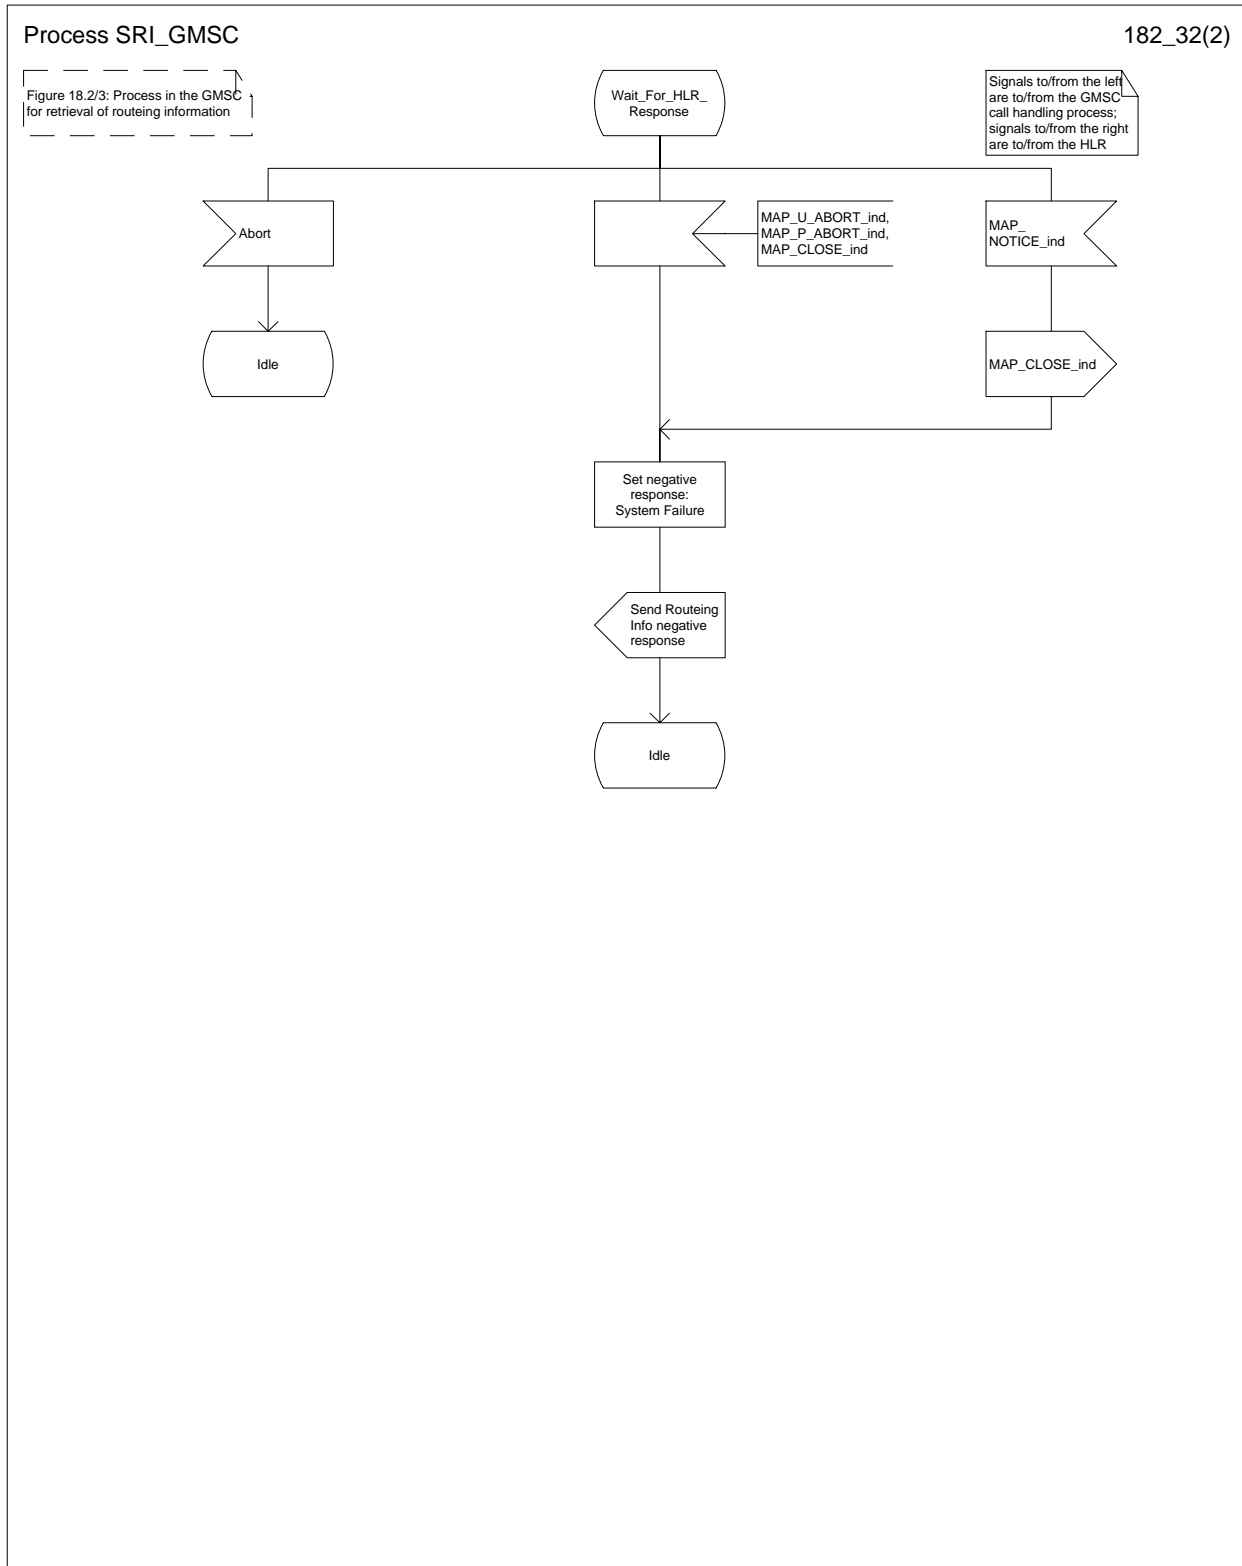 Process SRI_GMSC
182_32(2)
Figure 18.2/3: Process in the GMSC
for retrieval of routeing information
Wait_For_HLR_
Response
Signals to/from the left
are to/from the GMSC
call handling process;
signals to/from the right
are to/from the HLR
Abort
MAP_U_ABORT_ind,
MAP_P_ABORT_ind,
MAP_CLOSE_ind
MAP_
NOTICE_ind
Idle
MAP_CLOSE_ind
Set negative
response:
System Failure
Send Routeing
Info negative
response
Idle